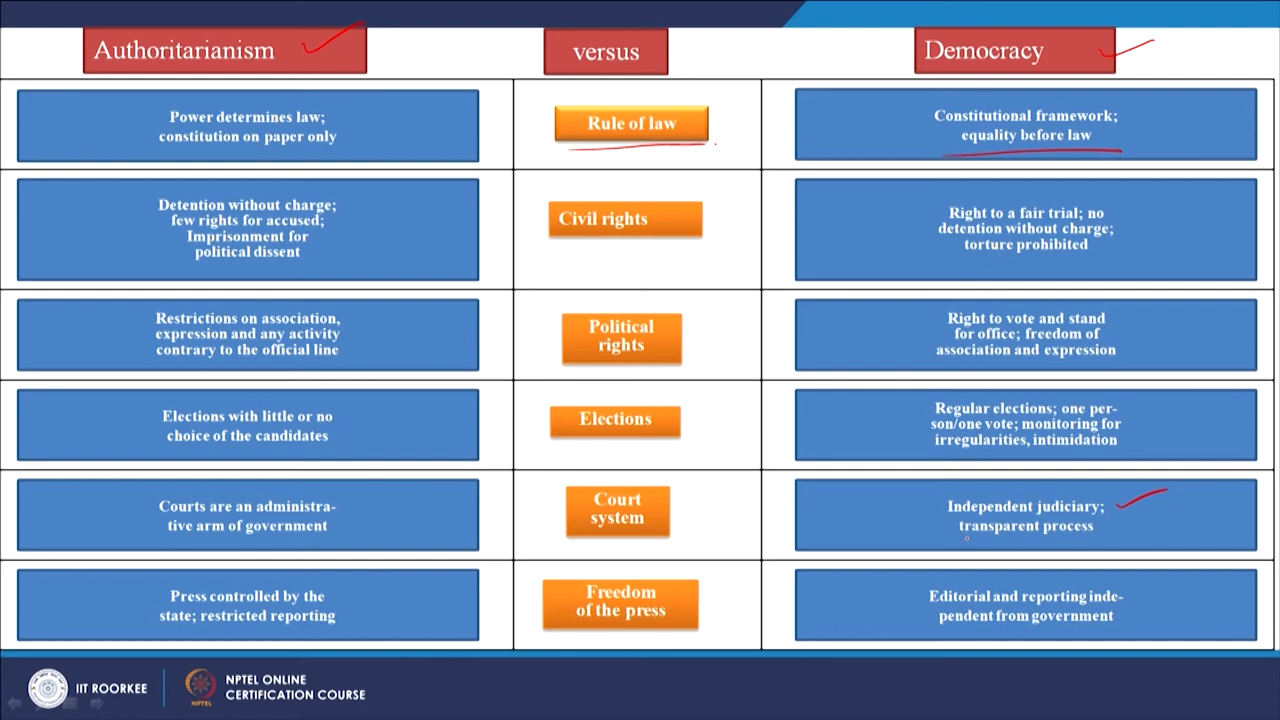 Authoritarianism
versus
Democracy
Power determines law;
constitution on paper only
Rule of law
Constitutional framework;
equality before law
Detention without charge;
few rights for accused;
Imprisonment for
political dissent
Civil rights
Right to a fair trial; no
detention without charge;
torture prohibited
Restrictions on association,
expression and any activity
contrary to the official line
Political
rights
Right to vote and stand
for office; freedom of
association and expression
Elections with little or no
choice of the candidates
Elections
Regular elections; one per-
son/one vote; monitoring for
irregularities, intimidation
Courts are an administra-
tive arm of government
Court
system
Independent judiciary;
transparent process
Press controlled by the
state; restricted reporting
Freedom
of the press
Editorial and reporting inde-
pendent from government
IIT ROORKEE
NPTEL
NPTEL ONLINE
CERTIFICATION COURSE